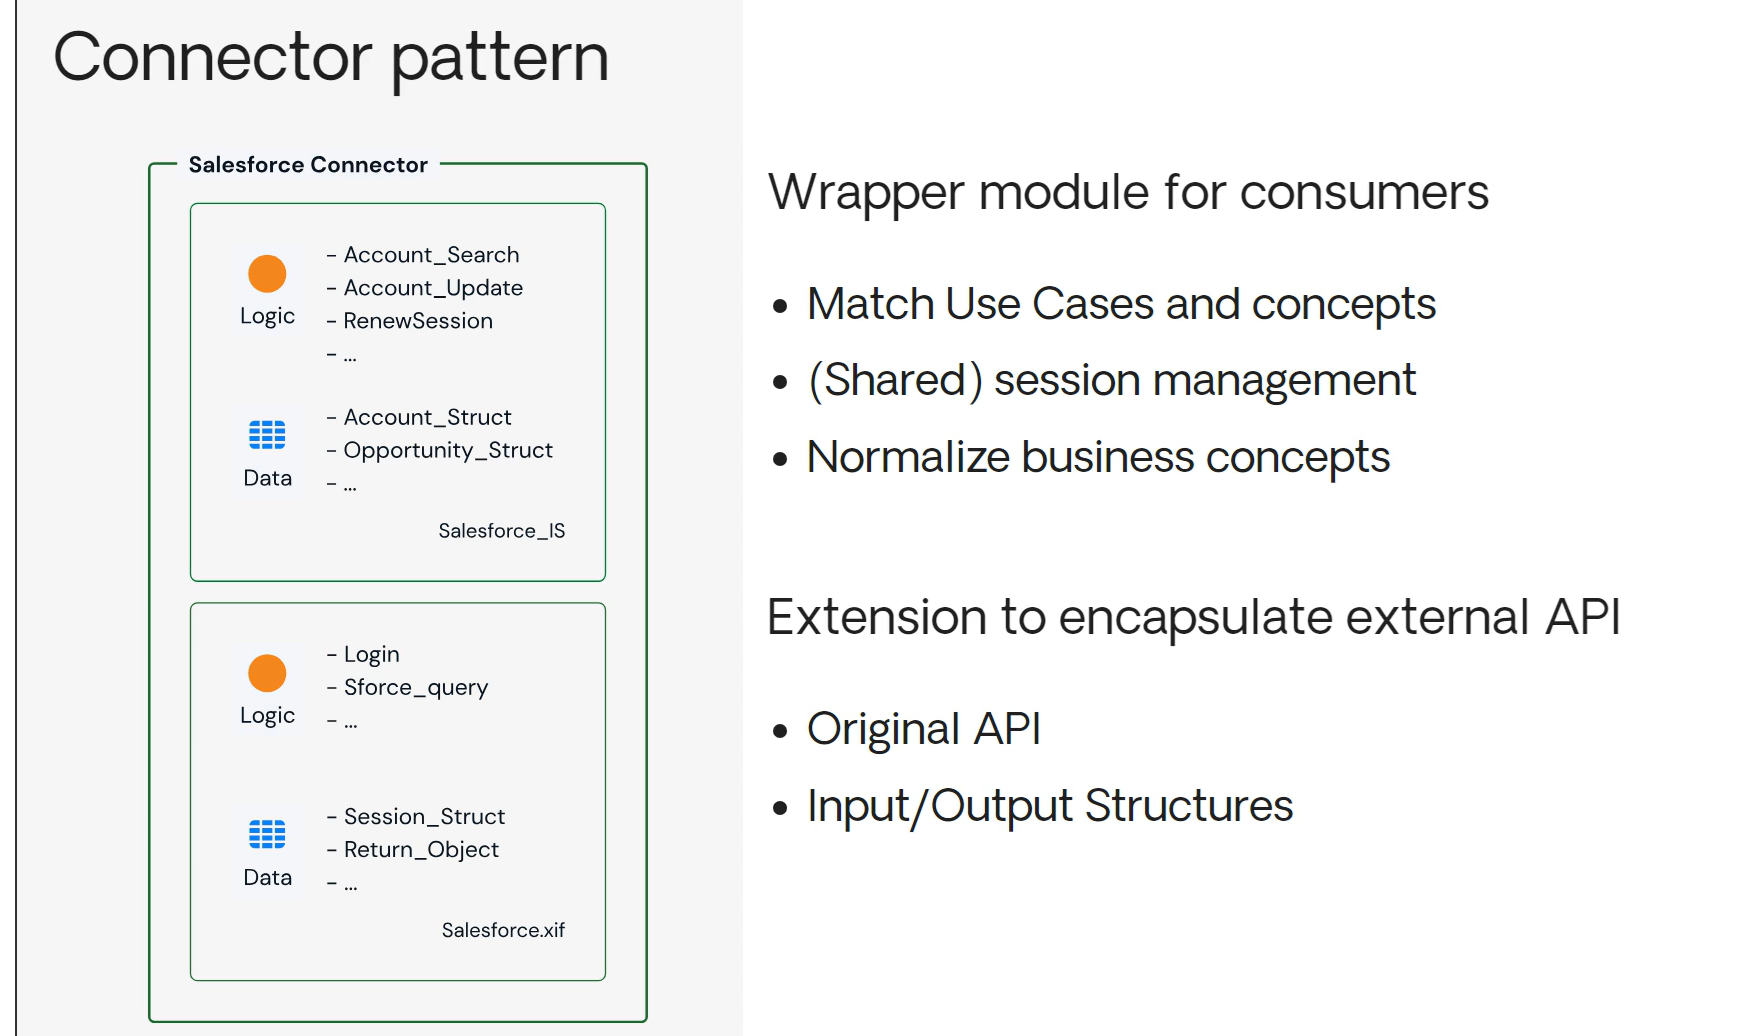 Connector pattern
Salesforce Connector
Logic
- Account_Search
- Account_Update
- RenewSession
- ...
Data
- Account_Struct
- Opportunity_Struct
- ...
Salesforce_IS
Logic
- Login
- Sforce_query
- ...
Data
- Session_Struct
- Return_Object
- ...
Salesforce.xif
Wrapper module for consumers
• Match Use Cases and concepts
• (Shared) session management
• Normalize business concepts
Extension to encapsulate external API
• Original API
• Input/Output Structures